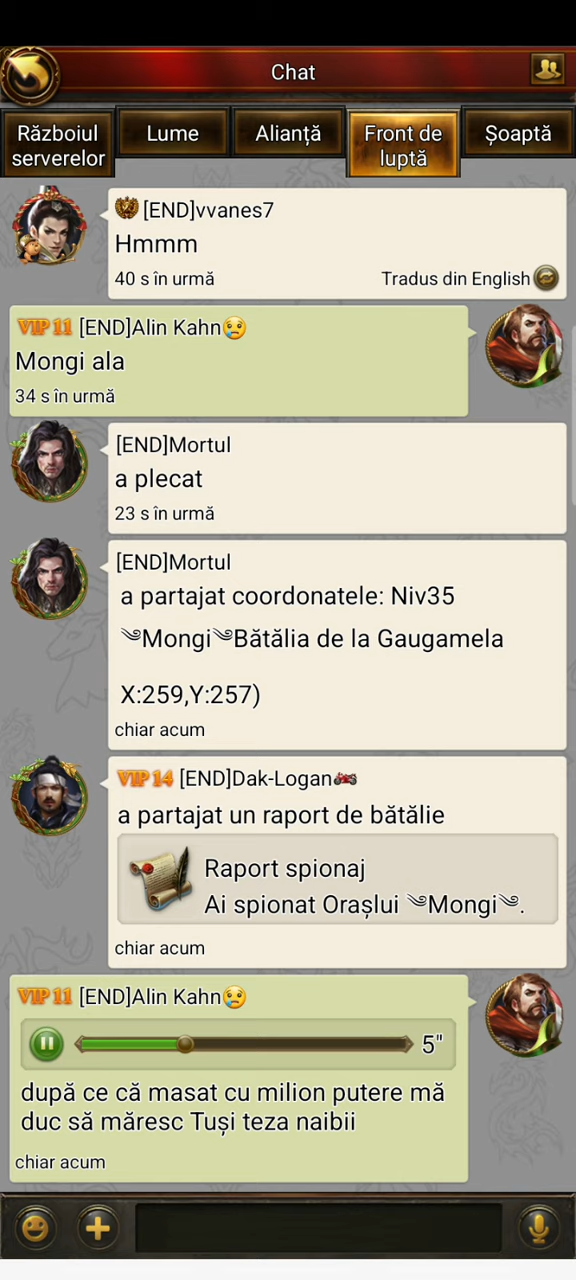 Chat
Războiul
serverelor
Lume
Alianță
Front de
luptă
Șoaptă
[END]vvanes7
Hmmm
40 s în urmă
Tradus din English
VIP 11 [END]Alin Kahn😢
Mongi ala
34 s în urmă
[END]Mortul
a plecat
23 s în urmă
[END]Mortul
a partajat coordonatele: Niv35
༄Mongi༄Bătălia de la Gaugamela
X:259,Y:257)
chiar acum
VIP 14 [END]Dak-Logan🏍
a partajat un raport de bătălie
Raport spionaj
Ai spionat Orașlui ༄Mongi༄.
chiar acum
VIP 11 [END]Alin Kahn😢
5"
după ce că masat cu milion putere mă
duc să măresc Tuși teza naibii
chiar acum